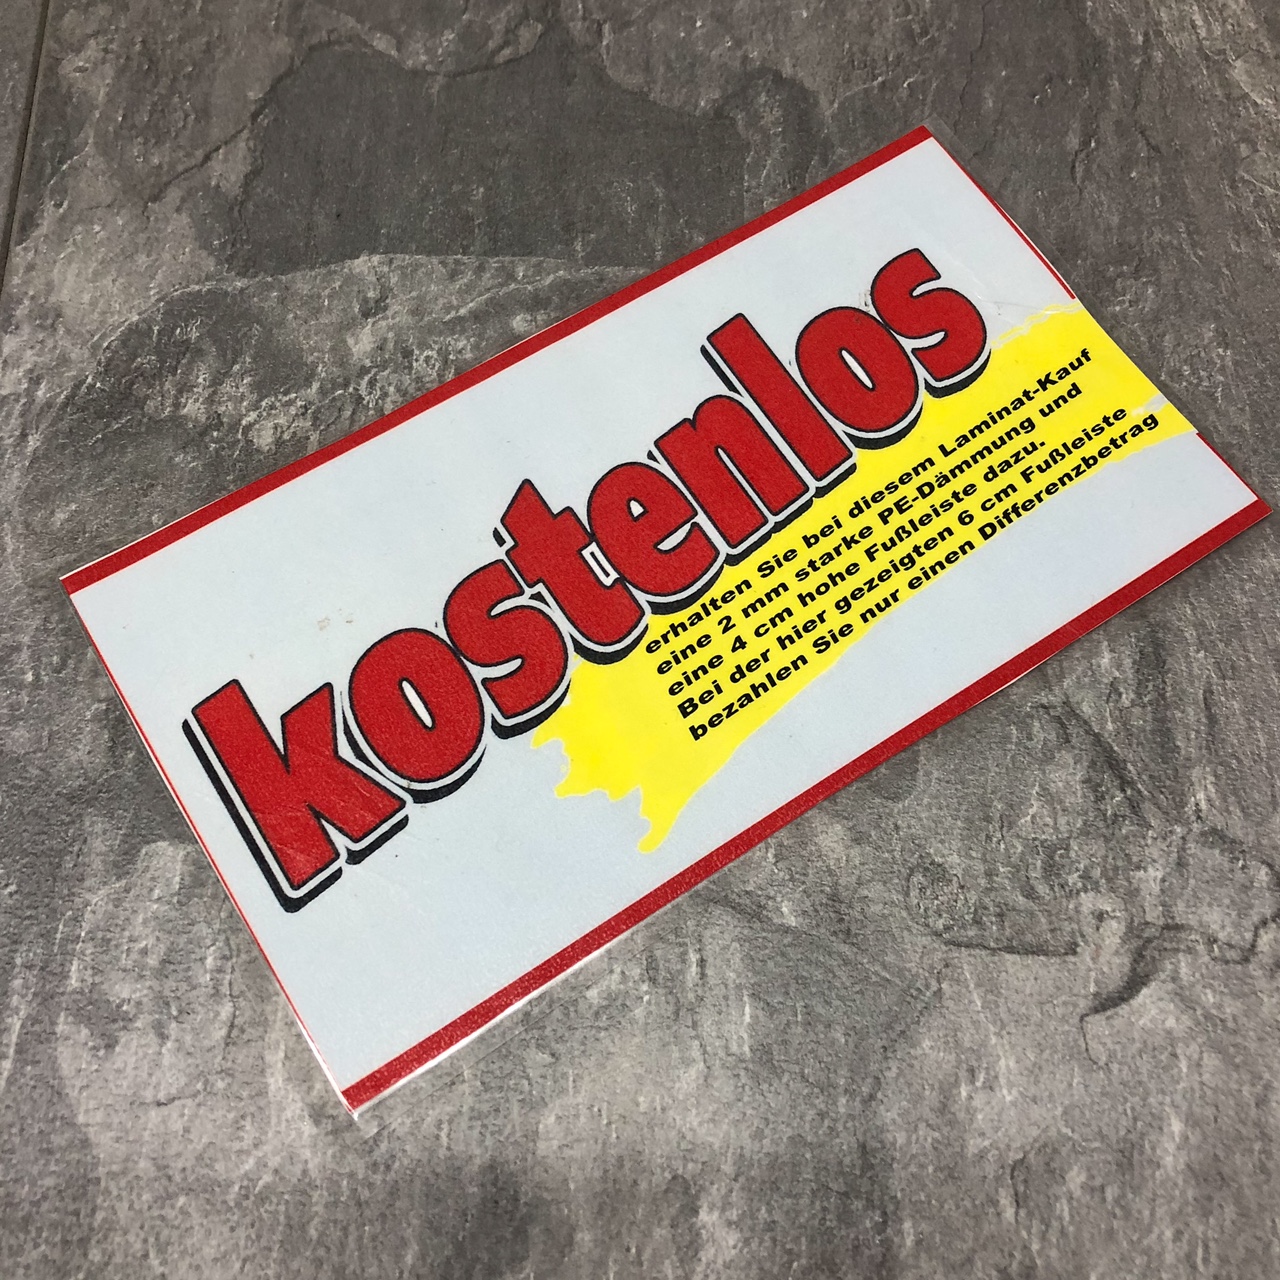 kostenlos
erhalten Sie bei diesem Laminat-Kauf
eine 2 mm starke PE-Dämmung und
eine 4 cm hohe Fußleiste dazu.
Bei der hier gezeigten 6 cm Fußleiste
bezahlen Sie nur einen Differenzbetrag